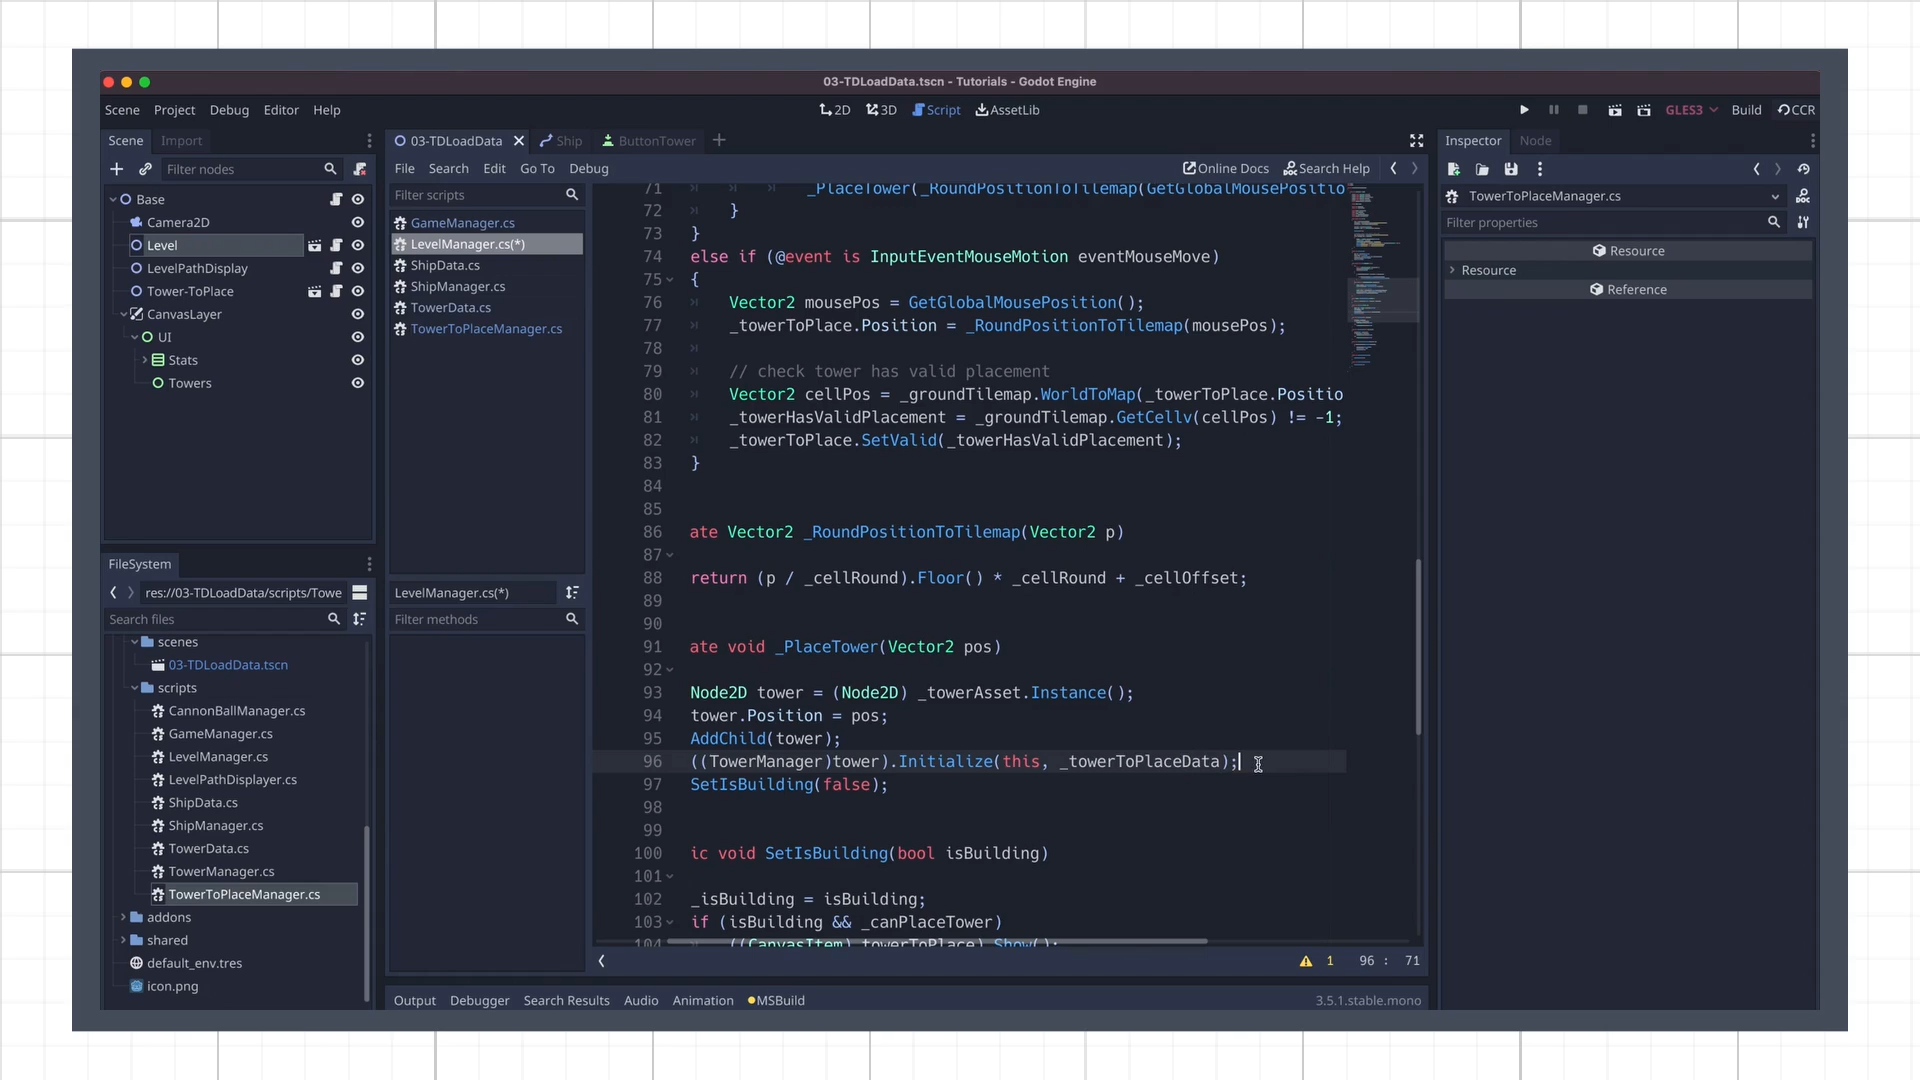 03-TDLoadData.tscn - Tutorials - Godot Engine
Scene Project Debug Editor Help
2D 3D Script AssetLib
GLES3 Build CCR
Scene Import
Filter nodes
Base
Camera2D
Level
LevelPathDisplay
Tower-ToPlace
CanvasLayer
UI
Stats
Towers
FileSystem
res://03-TDLoadData/scripts/Towe
Search files
scenes
03-TDLoadData.tscn
scripts
CannonBallManager.cs
GameManager.cs
LevelManager.cs
LevelPathDisplayer.cs
ShipData.cs
ShipManager.cs
TowerData.cs
TowerManager.cs
TowerToPlaceManager.cs
addons
shared
default_env.tres
icon.png
03-TDLoadData Ship ButtonTower
File Search Edit Go To Debug
Online Docs Search Help
Filter scripts
GameManager.cs
LevelManager.cs(*)
ShipData.cs
ShipManager.cs
TowerData.cs
TowerToPlaceManager.cs
LevelManager.cs(*)
Filter methods
71 _PlaceTower(_RoundPositionToTilemap(GetGlobalMousePositio
72 }
73 }
74 else if (@event is InputEventMouseMotion eventMouseMove)
75 {
76 Vector2 mousePos = GetGlobalMousePosition();
77 _towerToPlace.Position = _RoundPositionToTilemap(mousePos);
78
79 // check tower has valid placement
80 Vector2 cellPos = _groundTilemap.WorldToMap(_towerToPlace.Positio
81 _towerHasValidPlacement = _groundTilemap.GetCellv(cellPos) != -1;
82 _towerToPlace.SetValid(_towerHasValidPlacement);
83 }
84
85
86 ate Vector2 _RoundPositionToTilemap(Vector2 p)
87
88 return (p / _cellRound).Floor() * _cellRound + _cellOffset;
89
90
91 ate void _PlaceTower(Vector2 pos)
92
93 Node2D tower = (Node2D) _towerAsset.Instance();
94 tower.Position = pos;
95 AddChild(tower);
96 ((TowerManager)tower).Initialize(this, _towerToPlaceData);
97 SetIsBuilding(false);
98
99
100 ic void SetIsBuilding(bool isBuilding)
101
102 _isBuilding = isBuilding;
103 if (isBuilding && _canPlaceTower)
104 ((CanvasItem)_towerToPlace).Show();
1 96 : 71
Output Debugger Search Results Audio Animation MSBuild
3.5.1.stable.mono
Inspector Node
TowerToPlaceManager.cs
Filter properties
Resource
Resource
Reference